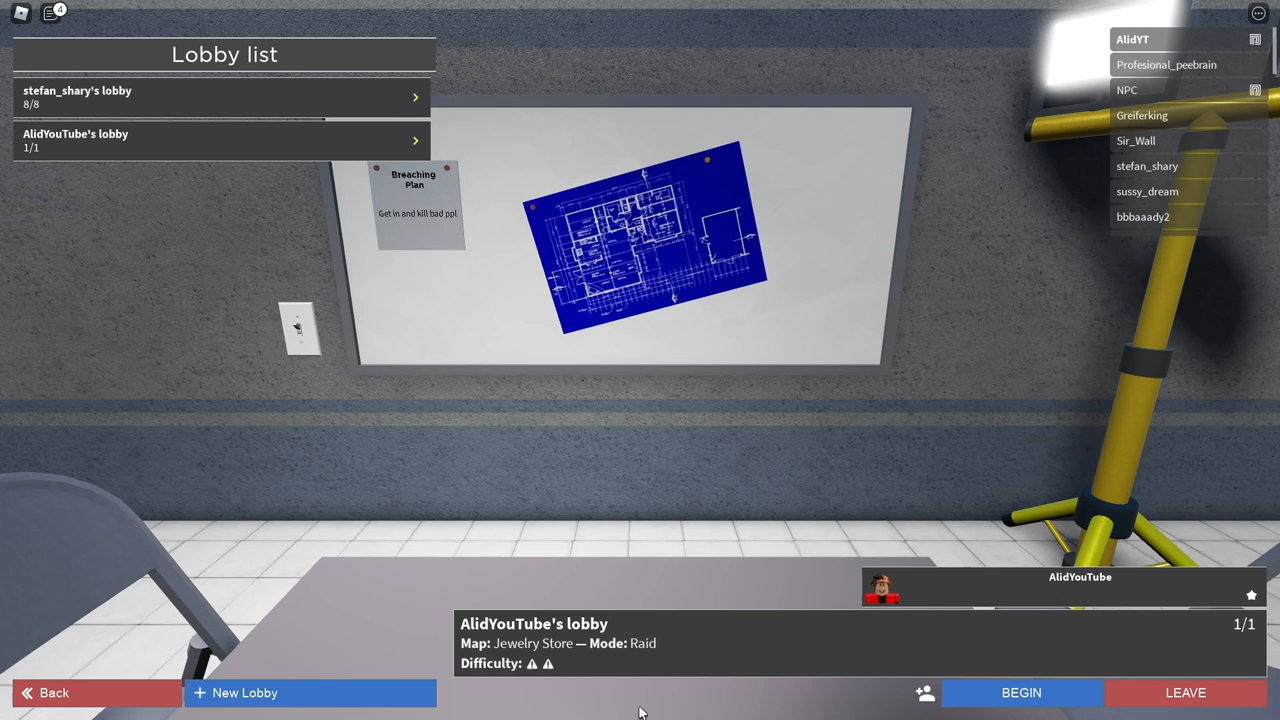 4
Lobby list
stefan_shary's lobby
8/8
AlidYouTube's lobby
1/1
Breaching
Plan
Get in and kill bad ppl
AlidYT
Profesional_peebrain
NPC
Greiferking
Sir_Wall
stefan_shary
sussy_dream
bbbaaady2
AlidYouTube
AlidYouTube's lobby 1/1
Map: Jewelry Store — Mode: Raid
Difficulty:
Back
+ New Lobby
BEGIN
LEAVE